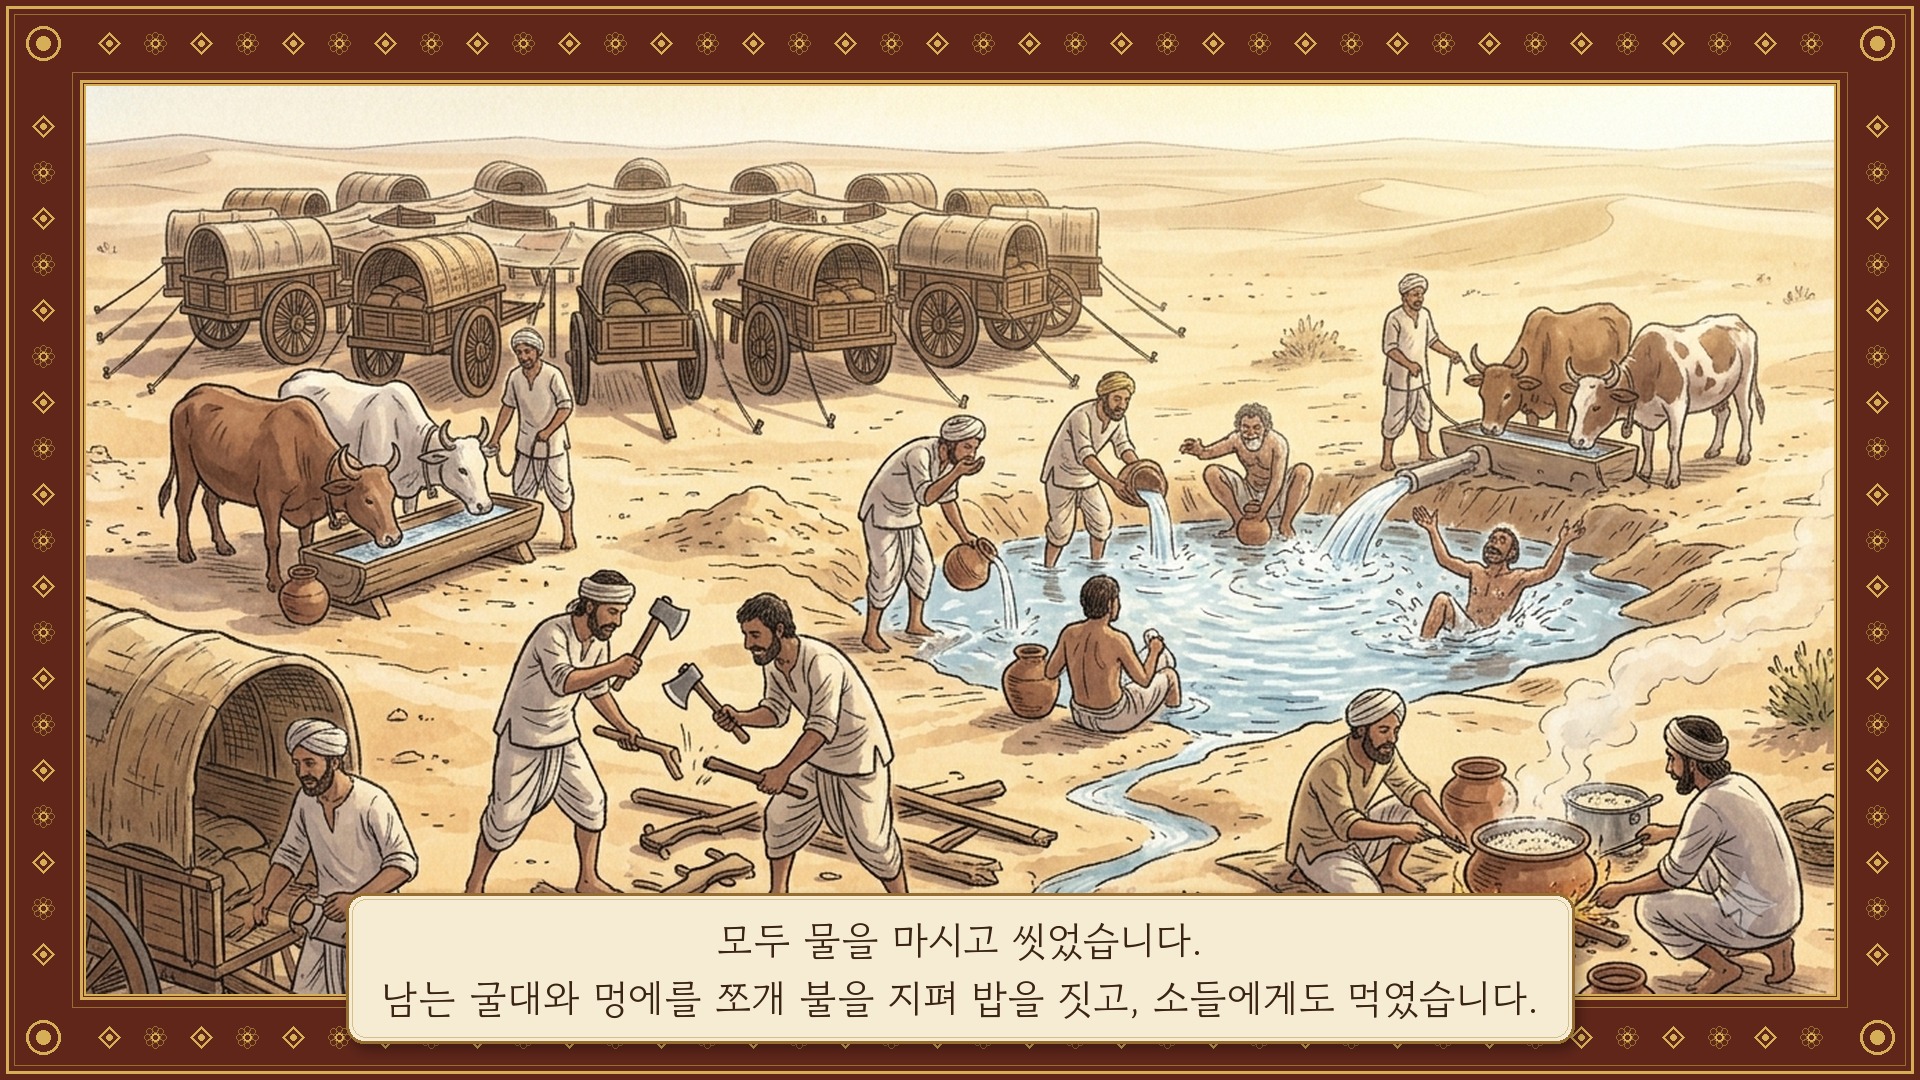 모두 물을 마시고 씻었습니다.
남는 굴대와 멍에를 쪼개 불을 지펴 밥을 짓고, 소들에게도 먹였습니다.